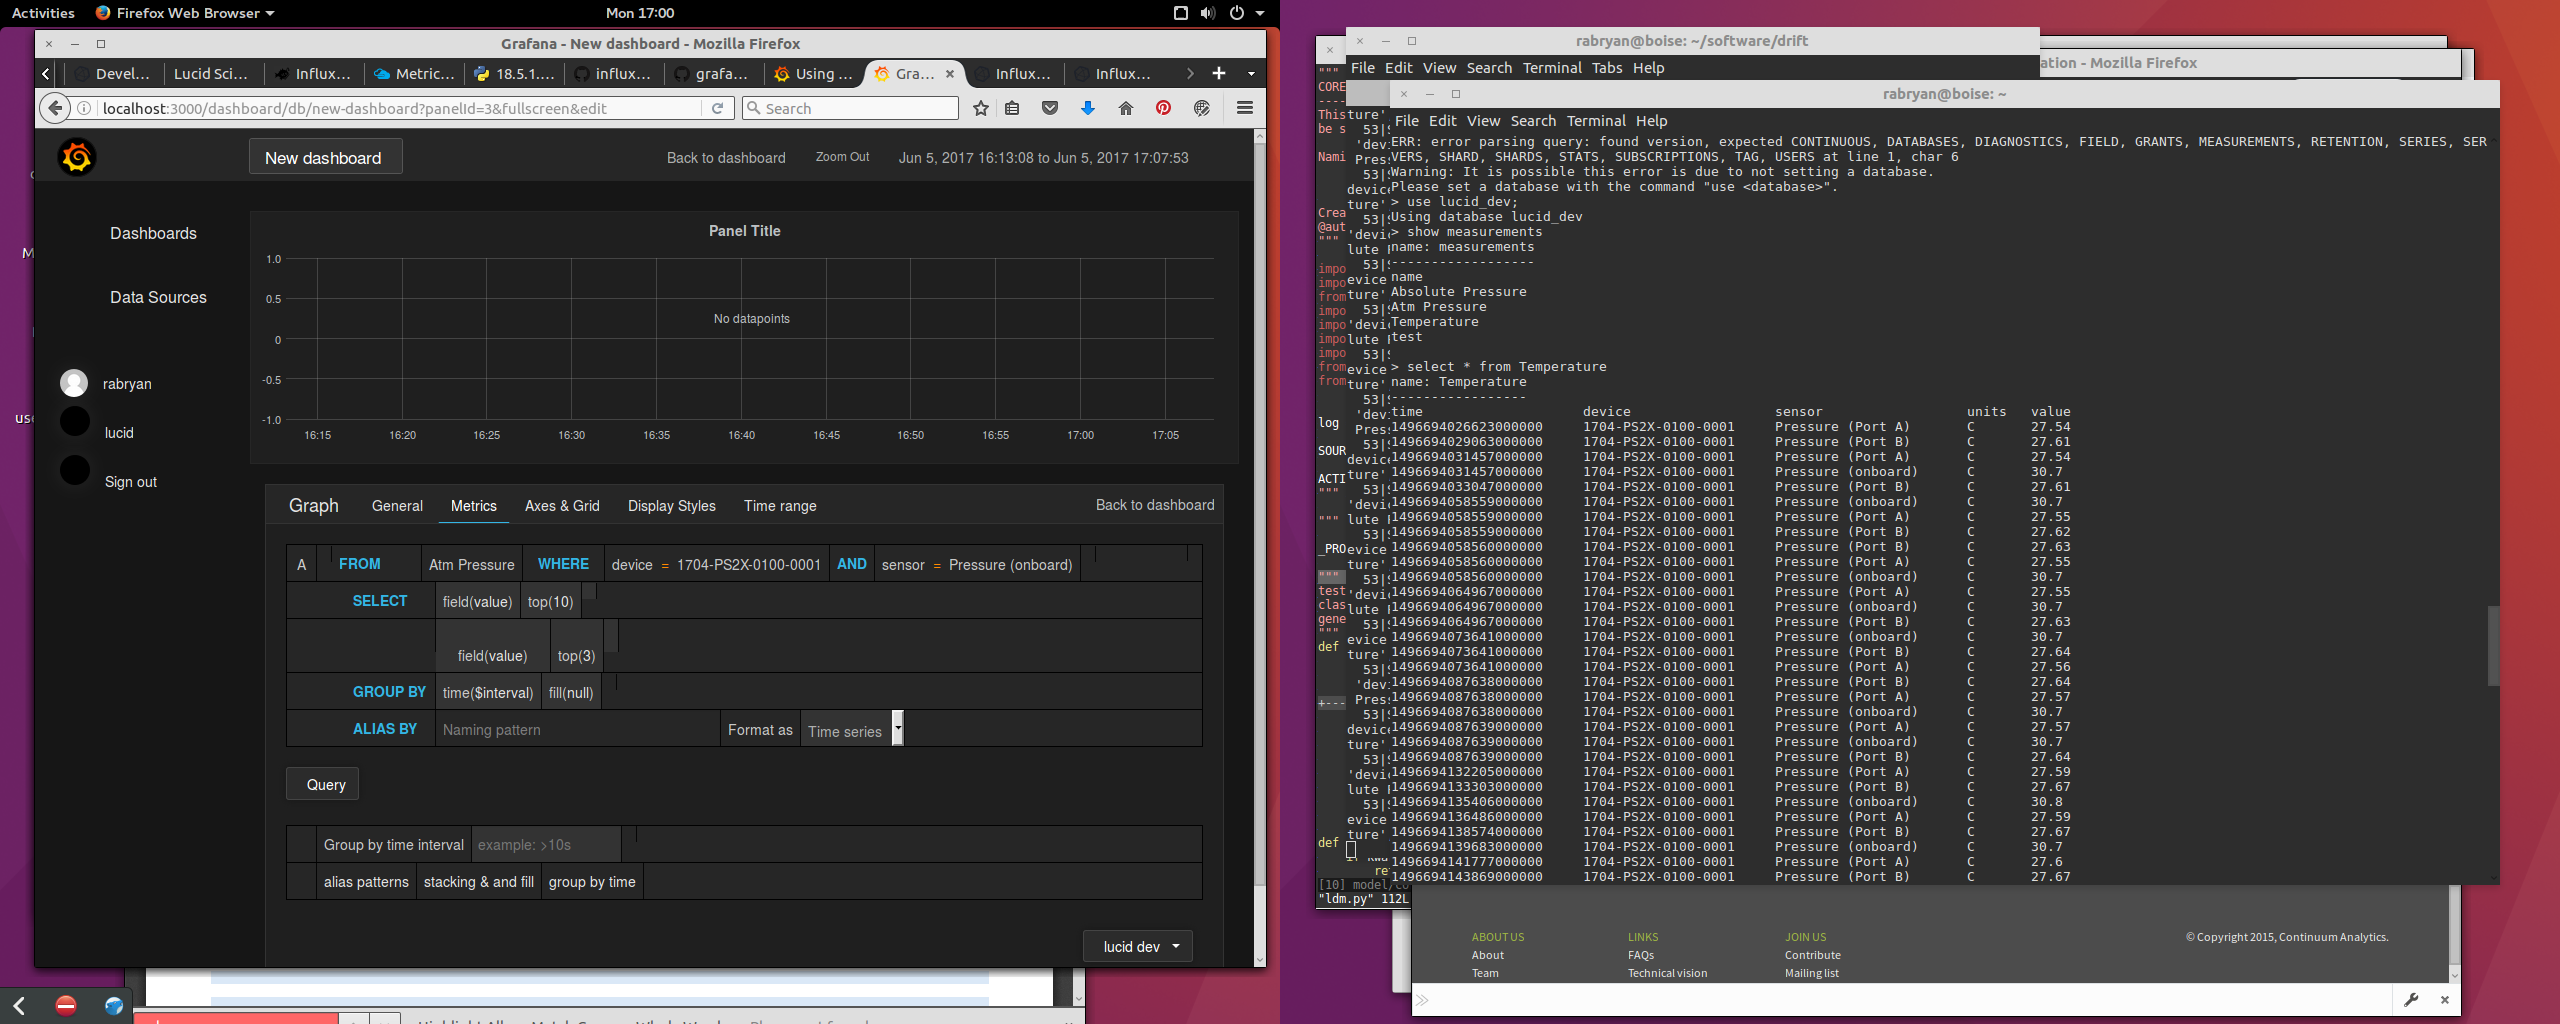 Activities Firefox Web Browser Mon 17:00
Grafana - New dashboard - Mozilla Firefox
Devel... Lucid Sci... Influx... Metric... 18.5.1.... influx... grafa... Using ... Gra... Influx... Influx...
localhost:3000/dashboard/db/new-dashboard?panelId=3&fullscreen&edit Search
New dashboard Back to dashboard Zoom Out Jun 5, 2017 16:13:08 to Jun 5, 2017 17:07:53
Dashboards
Data Sources
rabryan
lucid
Sign out
Panel Title
1.0
0.5
0
-0.5
-1.0
No datapoints
16:15 16:20 16:25 16:30 16:35 16:40 16:45 16:50 16:55 17:00 17:05
Graph General Metrics Axes & Grid Display Styles Time range Back to dashboard
A FROM Atm Pressure WHERE device = 1704-PS2X-0100-0001 AND sensor = Pressure (onboard)
SELECT field(value) top(10)
field(value) top(3)
GROUP BY time($interval) fill(null)
ALIAS BY Naming pattern Format as Time series
Query
Group by time interval example: >10s
alias patterns stacking & and fill group by time
lucid dev
rabryan@boise: ~/software/drift
File Edit View Search Terminal Tabs Help
ation - Mozilla Firefox
rabryan@boise: ~
File Edit View Search Terminal Help
ERR: error parsing query: found version, expected CONTINUOUS, DATABASES, DIAGNOSTICS, FIELD, GRANTS, MEASUREMENTS, RETENTION, SERIES, SER
VERS, SHARD, SHARDS, STATS, SUBSCRIPTIONS, TAG, USERS at line 1, char 6
Warning: It is possible this error is due to not setting a database.
Please set a database with the command "use <database>".
> use lucid_dev;
Using database lucid_dev
> show measurements
name: measurements
------------------
name
Absolute Pressure
Atm Pressure
Temperature
test
> select * from Temperature
name: Temperature
-----------------
time device sensor units value
1496694026623000000 1704-PS2X-0100-0001 Pressure (Port A) C 27.54
1496694029063000000 1704-PS2X-0100-0001 Pressure (Port B) C 27.61
1496694031457000000 1704-PS2X-0100-0001 Pressure (Port A) C 27.54
1496694031457000000 1704-PS2X-0100-0001 Pressure (onboard) C 30.7
1496694033047000000 1704-PS2X-0100-0001 Pressure (Port B) C 27.61
1496694058559000000 1704-PS2X-0100-0001 Pressure (onboard) C 30.7
1496694058559000000 1704-PS2X-0100-0001 Pressure (Port A) C 27.55
1496694058559000000 1704-PS2X-0100-0001 Pressure (Port B) C 27.62
1496694058560000000 1704-PS2X-0100-0001 Pressure (Port B) C 27.63
1496694058560000000 1704-PS2X-0100-0001 Pressure (Port A) C 27.55
1496694058560000000 1704-PS2X-0100-0001 Pressure (onboard) C 30.7
1496694064967000000 1704-PS2X-0100-0001 Pressure (Port A) C 27.55
1496694064967000000 1704-PS2X-0100-0001 Pressure (onboard) C 30.7
1496694064967000000 1704-PS2X-0100-0001 Pressure (Port B) C 27.63
1496694073641000000 1704-PS2X-0100-0001 Pressure (onboard) C 30.7
1496694073641000000 1704-PS2X-0100-0001 Pressure (Port B) C 27.64
1496694073641000000 1704-PS2X-0100-0001 Pressure (Port A) C 27.56
1496694087638000000 1704-PS2X-0100-0001 Pressure (Port B) C 27.64
1496694087638000000 1704-PS2X-0100-0001 Pressure (Port A) C 27.57
1496694087638000000 1704-PS2X-0100-0001 Pressure (onboard) C 30.7
1496694087639000000 1704-PS2X-0100-0001 Pressure (Port A) C 27.57
1496694087639000000 1704-PS2X-0100-0001 Pressure (onboard) C 30.7
1496694087639000000 1704-PS2X-0100-0001 Pressure (Port B) C 27.64
1496694132205000000 1704-PS2X-0100-0001 Pressure (Port A) C 27.59
1496694133303000000 1704-PS2X-0100-0001 Pressure (Port B) C 27.67
1496694135406000000 1704-PS2X-0100-0001 Pressure (onboard) C 30.8
1496694136486000000 1704-PS2X-0100-0001 Pressure (Port A) C 27.59
1496694138574000000 1704-PS2X-0100-0001 Pressure (Port B) C 27.67
1496694139683000000 1704-PS2X-0100-0001 Pressure (onboard) C 30.7
1496694141777000000 1704-PS2X-0100-0001 Pressure (Port A) C 27.6
1496694143869000000 1704-PS2X-0100-0001 Pressure (Port B) C 27.67
"ldm.py" 112L
ABOUT US LINKS JOIN US © Copyright 2015, Continuum Analytics.
About FAQs Contribute
Team Technical vision Mailing list